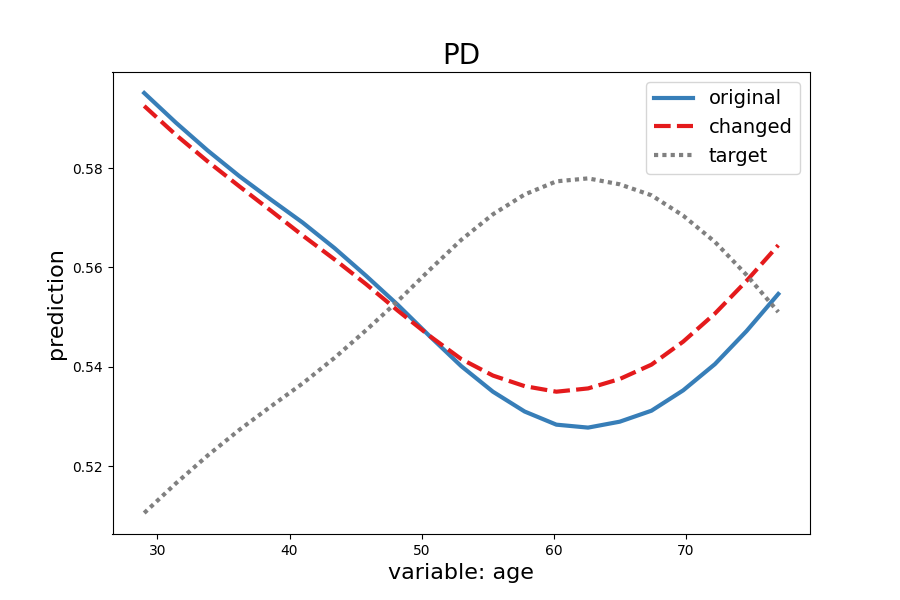 PD
original
changed
target
prediction
0.58
0.56
0.54
0.52
30 40 50 60 70
variable: age